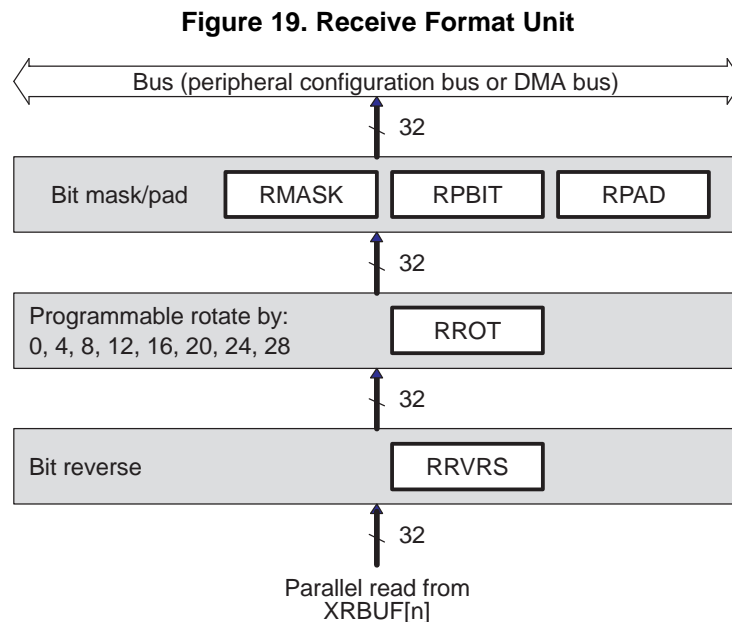 Figure 19. Receive Format Unit
Bus (peripheral configuration bus or DMA bus)
32
Bit mask/pad RMASK RPBIT RPAD
32
Programmable rotate by:
0, 4, 8, 12, 16, 20, 24, 28
RROT
32
Bit reverse RRVRS
32
Parallel read from
XRBUF[n]